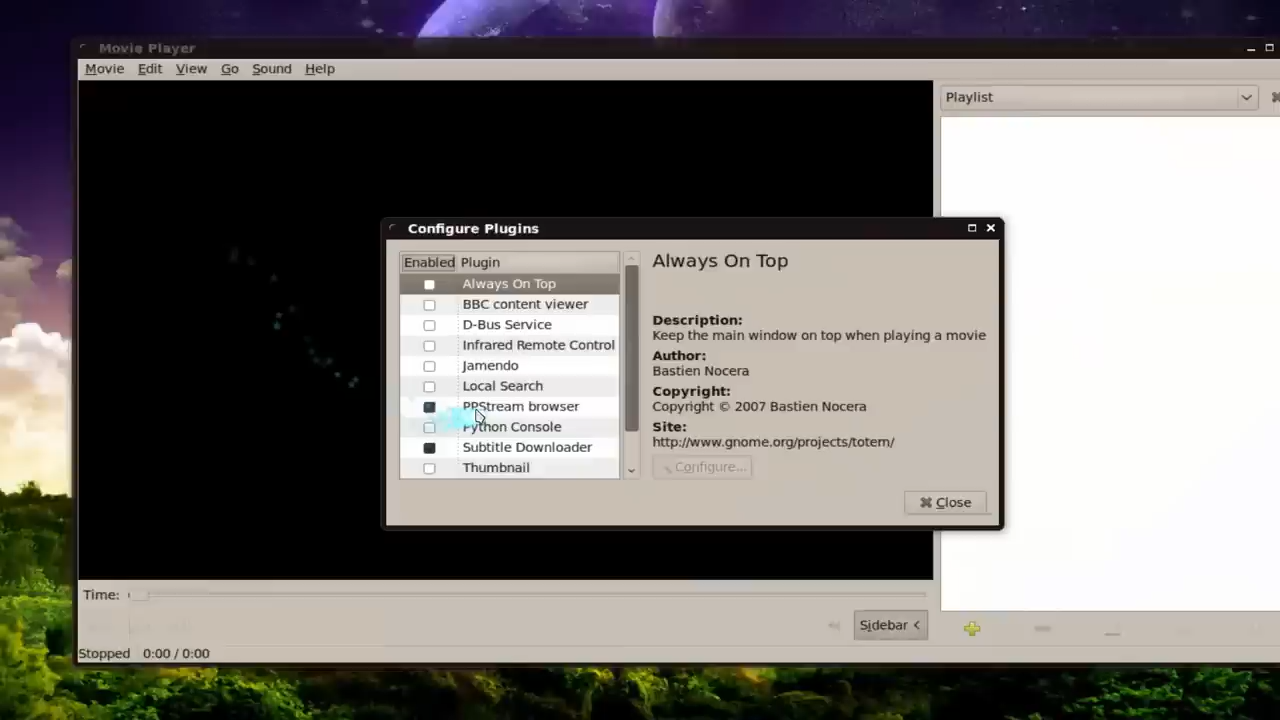 Movie Player
Movie Edit View Go Sound Help
Playlist
Configure Plugins
Enabled Plugin
Always On Top
BBC content viewer
D-Bus Service
Infrared Remote Control
Jamendo
Local Search
PPStream browser
Python Console
Subtitle Downloader
Thumbnail
Always On Top
Description:
Keep the main window on top when playing a movie
Author:
Bastien Nocera
Copyright:
Copyright © 2007 Bastien Nocera
Site:
http://www.gnome.org/projects/totem/
Configure...
Close
Time:
Sidebar
Stopped 0:00 / 0:00